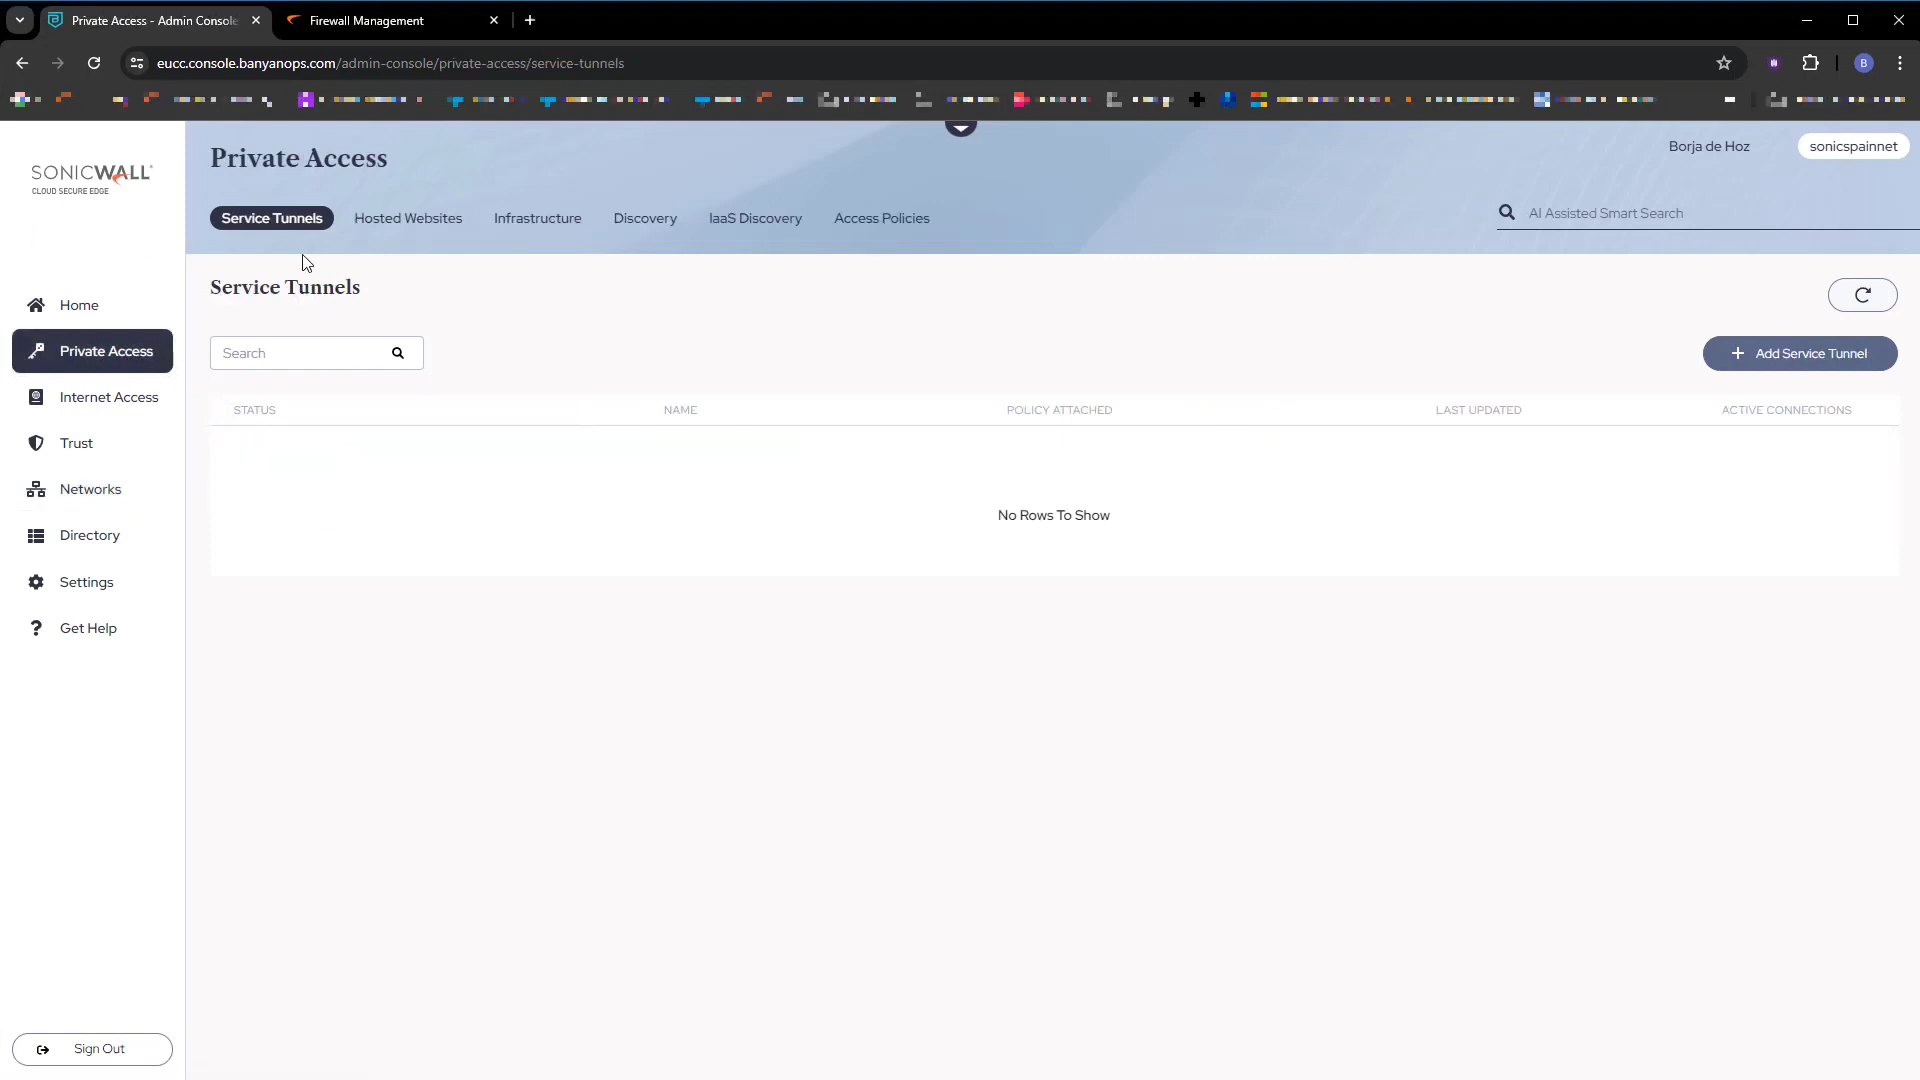 Private Access - Admin Console
Firewall Management
eucc.console.banyanops.com/admin-console/private-access/service-tunnels
B
SONICWALL
CLOUD SECURE EDGE
Private Access
Borja de Hoz
sonicspainnet
Service Tunnels
Hosted Websites
Infrastructure
Discovery
IaaS Discovery
Access Policies
AI Assisted Smart Search
Home
Private Access
Internet Access
Trust
Networks
Directory
Settings
Get Help
Sign Out
Service Tunnels
Search
+ Add Service Tunnel
STATUS
NAME
POLICY ATTACHED
LAST UPDATED
ACTIVE CONNECTIONS
No Rows To Show